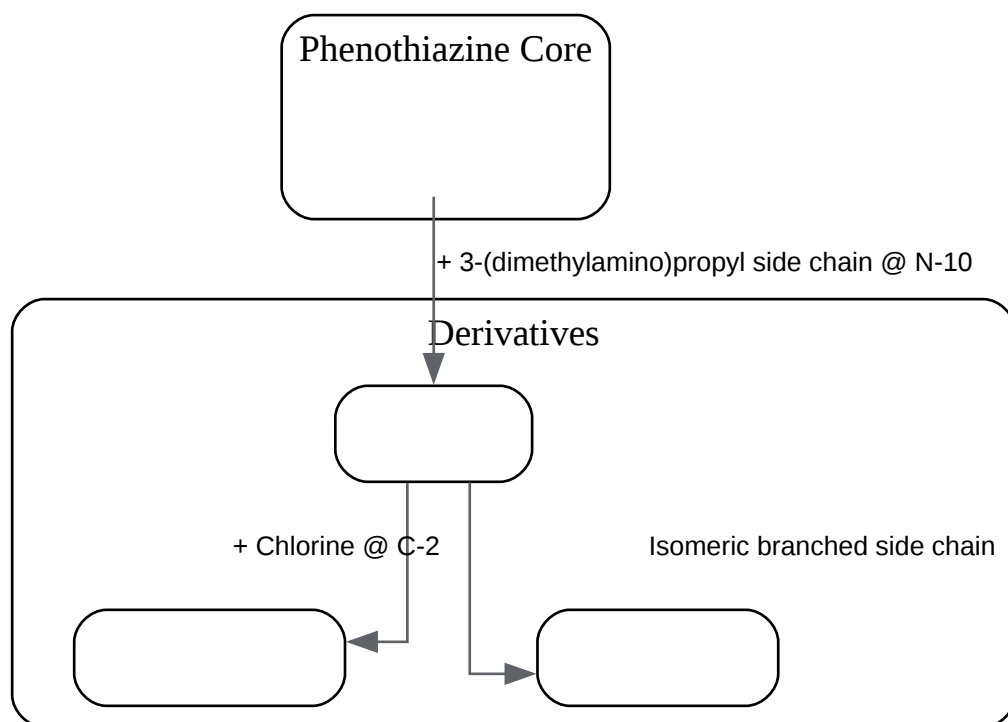 Phenothiazine Core
+ 3-(dimethylamino)propyl side chain @ N-10
Derivatives
+ Chlorine @ C-2
Isomeric branched side chain